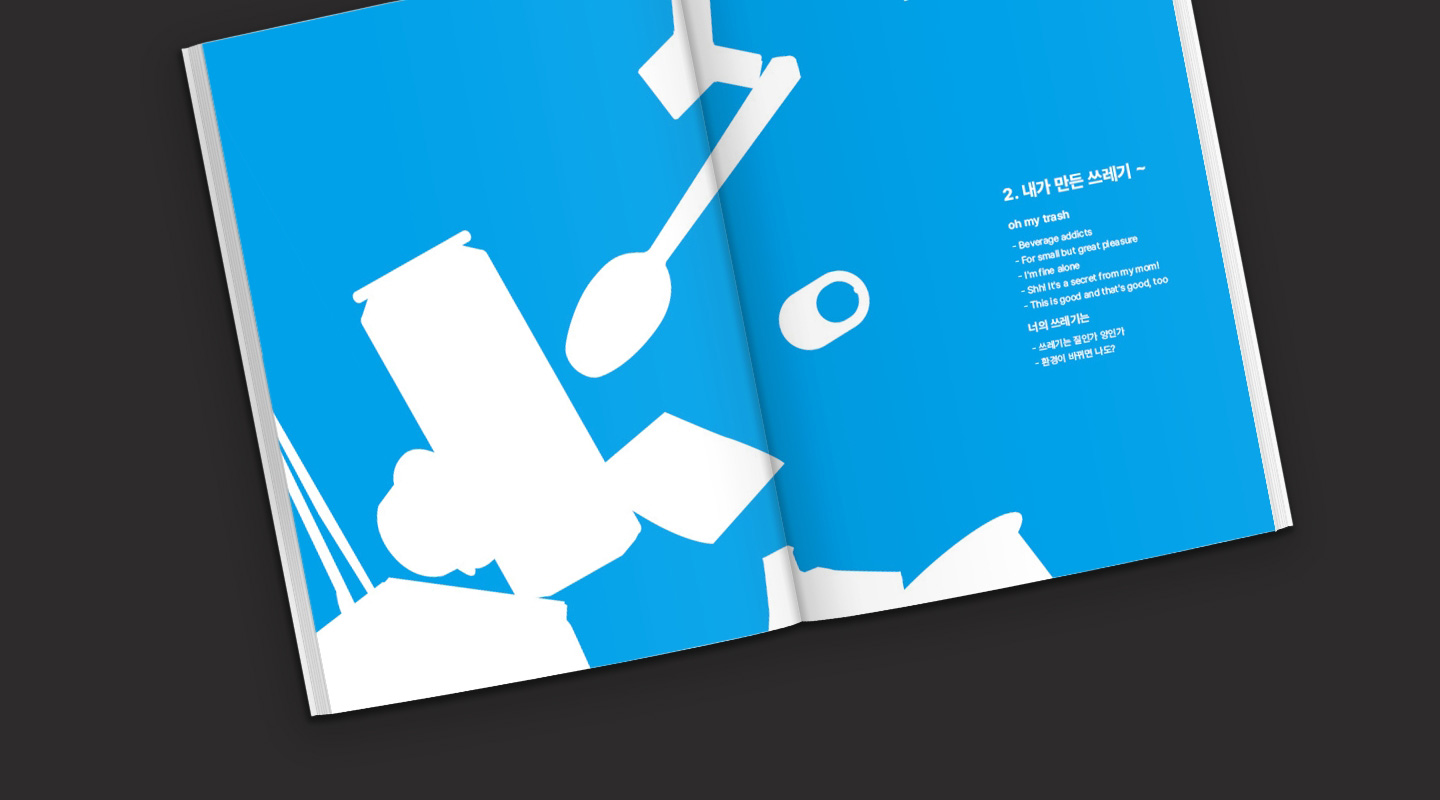 2. 내가 만든 쓰레기 ~
oh my trash
- Beverage addicts
- For small but great pleasure
- I'm fine alone
- Shh! It's a secret from my mom!
- This is good and that's good, too
너의 쓰레기는
- 쓰레기는 질인가 양인가
- 환경이 바뀌면 나도?